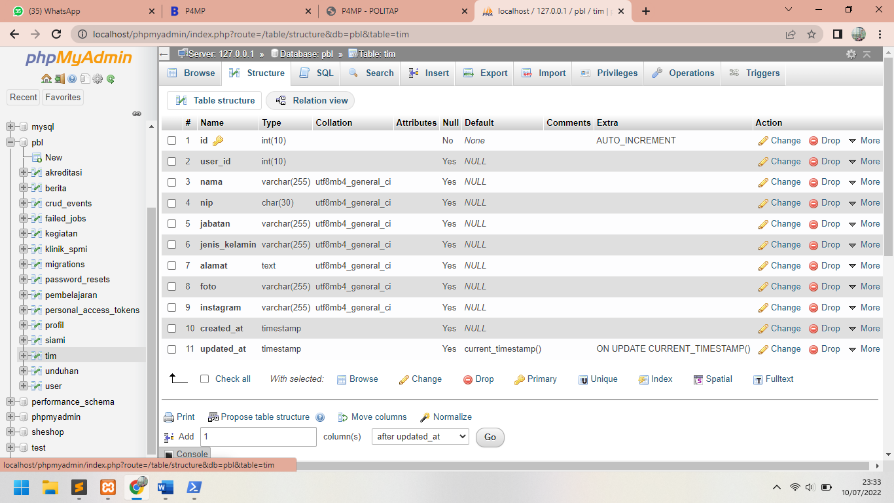 (35) WhatsApp
P4MP
P4MP - POLITAP
localhost / 127.0.0.1 / pbl / tim |
localhost/phpmyadmin/index.php?route=/table/structure&db=pbl&table=tim
phpMyAdmin
Recent Favorites
mysql
pbl
New
akreditasi
berita
crud_events
failed_jobs
kegiatan
klinik_spmi
migrations
password_resets
pembelajaran
personal_access_tokens
profil
siami
tim
unduhan
user
performance_schema
phpmyadmin
sheshop
test
Server: 127.0.0.1 » Database: pbl » Table: tim
Browse Structure SQL Search Insert Export Import Privileges Operations Triggers
Table structure Relation view
# Name Type Collation Attributes Null Default Comments Extra Action
1 id int(10) No None AUTO_INCREMENT Change Drop More
2 user_id int(10) Yes NULL Change Drop More
3 nama varchar(255) utf8mb4_general_ci Yes NULL Change Drop More
4 nip char(30) utf8mb4_general_ci Yes NULL Change Drop More
5 jabatan varchar(255) utf8mb4_general_ci Yes NULL Change Drop More
6 jenis_kelamin varchar(255) utf8mb4_general_ci Yes NULL Change Drop More
7 alamat text utf8mb4_general_ci Yes NULL Change Drop More
8 foto varchar(255) utf8mb4_general_ci Yes NULL Change Drop More
9 instagram varchar(255) utf8mb4_general_ci Yes NULL Change Drop More
10 created_at timestamp Yes NULL Change Drop More
11 updated_at timestamp Yes current_timestamp() ON UPDATE CURRENT_TIMESTAMP() Change Drop More
Check all With selected: Browse Change Drop Primary Unique Index Spatial Fulltext
Print Propose table structure Move columns Normalize
Add 1 column(s) after updated_at Go
Console
localhost/phpmyadmin/index.php?route=/table/structure&db=pbl&table=tim
23:33
10/07/2022